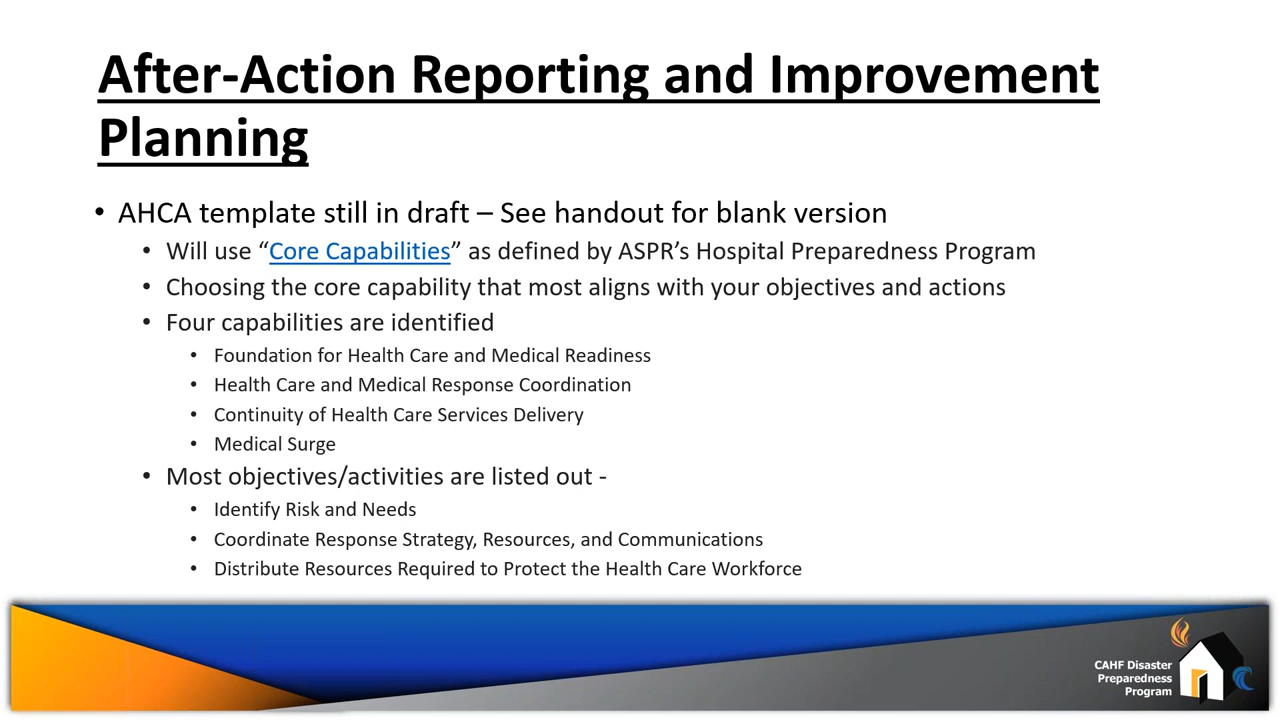 After-Action Reporting and Improvement
Planning
• AHCA template still in draft – See handout for blank version
• Will use “Core Capabilities” as defined by ASPR’s Hospital Preparedness Program
• Choosing the core capability that most aligns with your objectives and actions
• Four capabilities are identified
• Foundation for Health Care and Medical Readiness
• Health Care and Medical Response Coordination
• Continuity of Health Care Services Delivery
• Medical Surge
• Most objectives/activities are listed out -
• Identify Risk and Needs
• Coordinate Response Strategy, Resources, and Communications
• Distribute Resources Required to Protect the Health Care Workforce
CAHF Disaster
Preparedness
Program